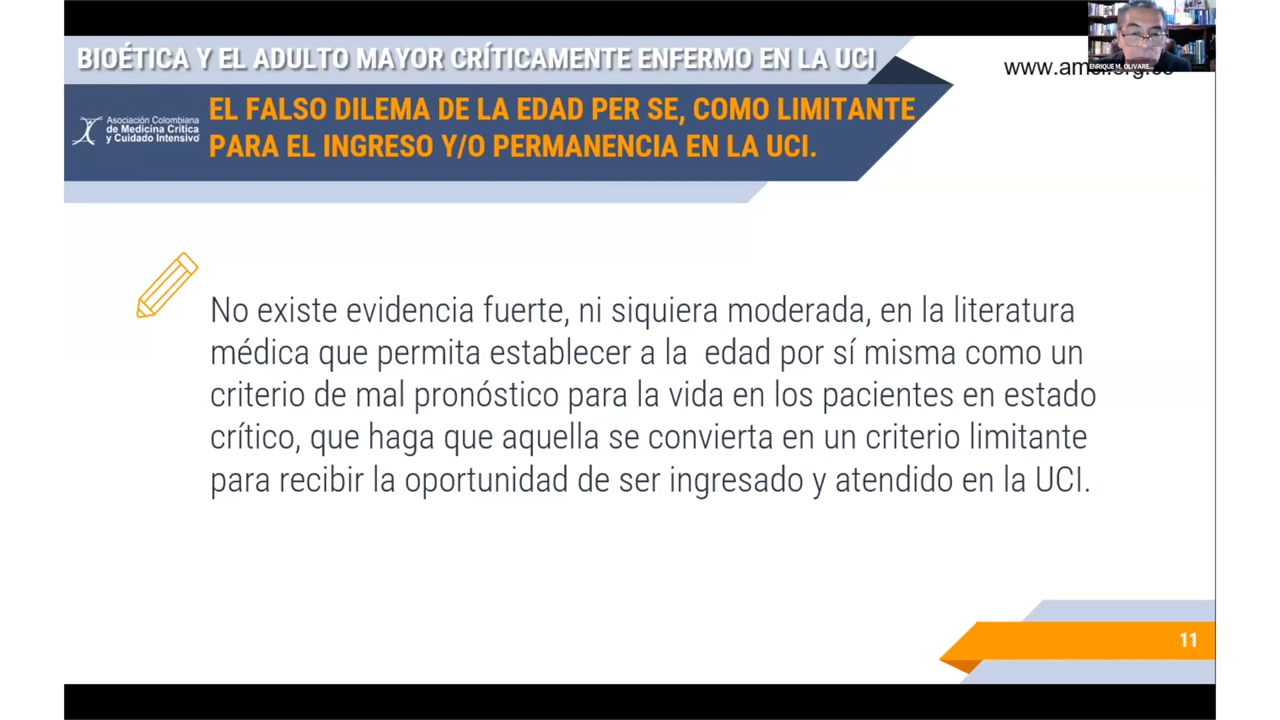 BIOÉTICA Y EL ADULTO MAYOR CRÍTICAMENTE ENFERMO EN LA UCI
ENRIQUE M. OLIVARE...
Asociación Colombiana
de Medicina Crítica
y Cuidado Intensivo
EL FALSO DILEMA DE LA EDAD PER SE, COMO LIMITANTE
PARA EL INGRESO Y/O PERMANENCIA EN LA UCI.
No existe evidencia fuerte, ni siquiera moderada, en la literatura
médica que permita establecer a la edad por sí misma como un
criterio de mal pronóstico para la vida en los pacientes en estado
crítico, que haga que aquella se convierta en un criterio limitante
para recibir la oportunidad de ser ingresado y atendido en la UCI.
11